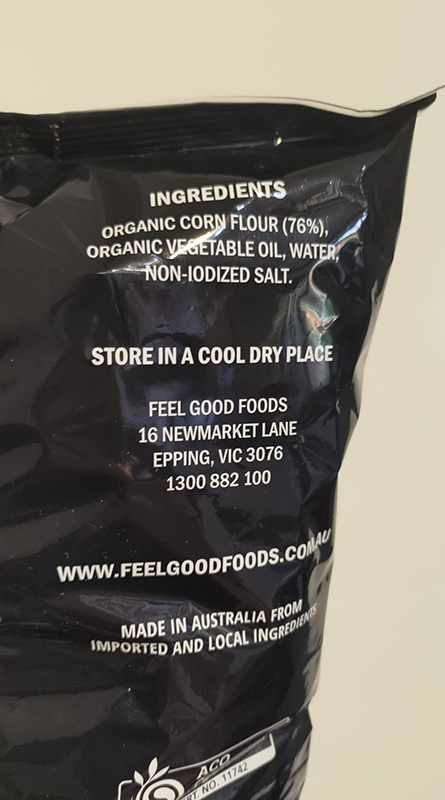 INGREDIENTS
ORGANIC CORN FLOUR (76%),
ORGANIC VEGETABLE OIL, WATER,
NON-IODIZED SALT.
STORE IN A COOL DRY PLACE
FEEL GOOD FOODS
16 NEWMARKET LANE
EPPING, VIC 3076
1300 882 100
WWW.FEELGOODFOODS.COM.AU
MADE IN AUSTRALIA FROM
IMPORTED AND LOCAL INGREDIENTS
ACO
NO. 11742